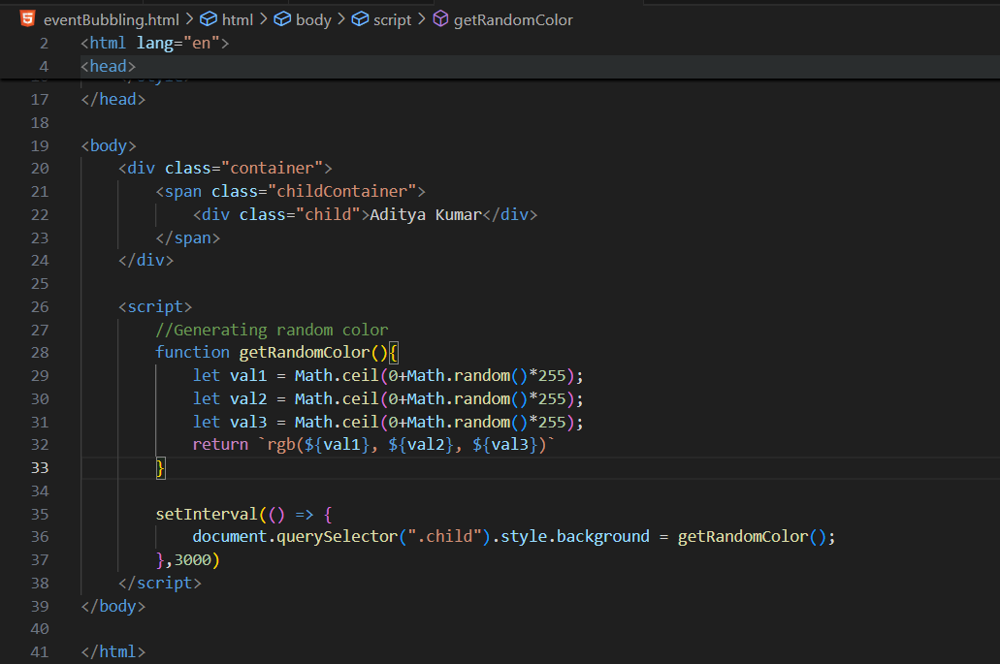 eventBubbling.html > html > body > script > getRandomColor
2 <html lang="en">
4 <head>
17 </head>
18
19 <body>
20 <div class="container">
21 <span class="childContainer">
22 <div class="child">Aditya Kumar</div>
23 </span>
24 </div>
25
26 <script>
27 //Generating random color
28 function getRandomColor(){
29 let val1 = Math.ceil(0+Math.random()*255);
30 let val2 = Math.ceil(0+Math.random()*255);
31 let val3 = Math.ceil(0+Math.random()*255);
32 return `rgb(${val1}, ${val2}, ${val3})`
33 }
34
35 setInterval(() => {
36 document.querySelector(".child").style.background = getRandomColor();
37 },3000)
38 </script>
39 </body>
40
41 </html>